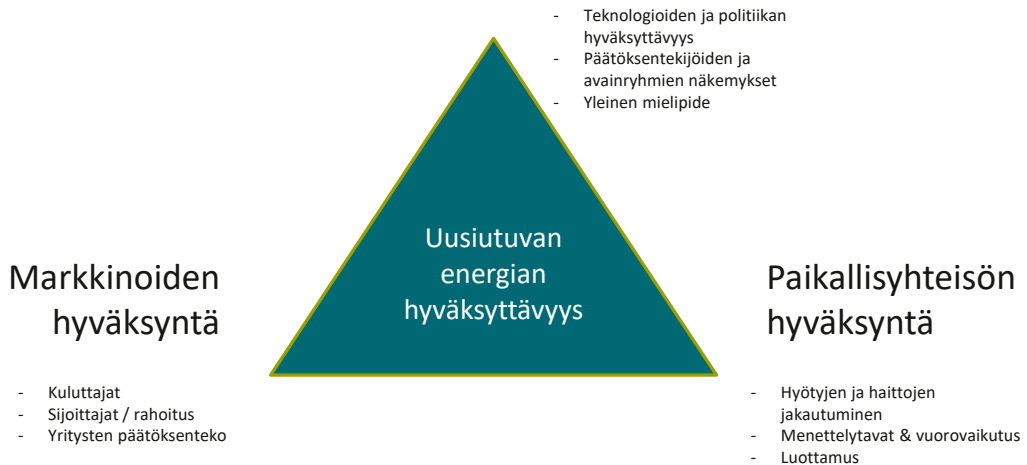 - Teknologioiden ja politiikan
hyväksyttävyys
- Päätöksentekijöiden ja
avainryhmien näkemykset
- Yleinen mielipide
Uusiutuvan
energian
hyväksyttävyys
Markkinoiden
hyväksyntä
- Kuluttajat
- Sijoittajat / rahoitus
- Yritysten päätöksenteko
Paikallisyhteisön
hyväksyntä
- Hyötyjen ja haittojen
jakautuminen
- Menettelytavat & vuorovaikutus
- Luottamus